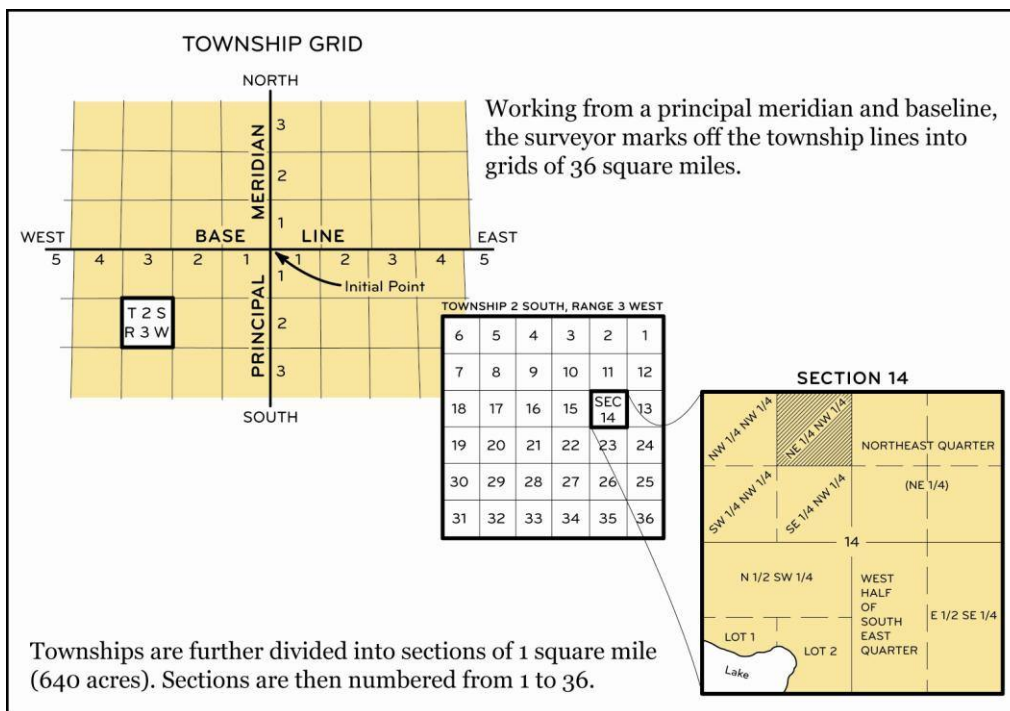 TOWNSHIP GRID
NORTH
Working from a principal meridian and baseline,
the surveyor marks off the township lines into
grids of 36 square miles.
3
2
1
MERIDIAN
WEST
BASE
LINE
EAST
5 4 3 2 1 1 2 3 4 5
Initial Point
1
2
3
PRINCIPAL
T 2 S
R 3 W
SOUTH
TOWNSHIP 2 SOUTH, RANGE 3 WEST
6 5 4 3 2 1
7 8 9 10 11 12
18 17 16 15 SEC 14 13
19 20 21 22 23 24
30 29 28 27 26 25
31 32 33 34 35 36
SECTION 14
NW 1/4 NW 1/4
NE 1/4 NW 1/4
NORTHEAST QUARTER
(NE 1/4)
SW 1/4 NW 1/4
SE 1/4 NW 1/4
14
N 1/2 SW 1/4
WEST
HALF
OF
SOUTH
EAST
QUARTER
E 1/2 SE 1/4
LOT 1
LOT 2
Lake
Townships are further divided into sections of 1 square mile
(640 acres). Sections are then numbered from 1 to 36.